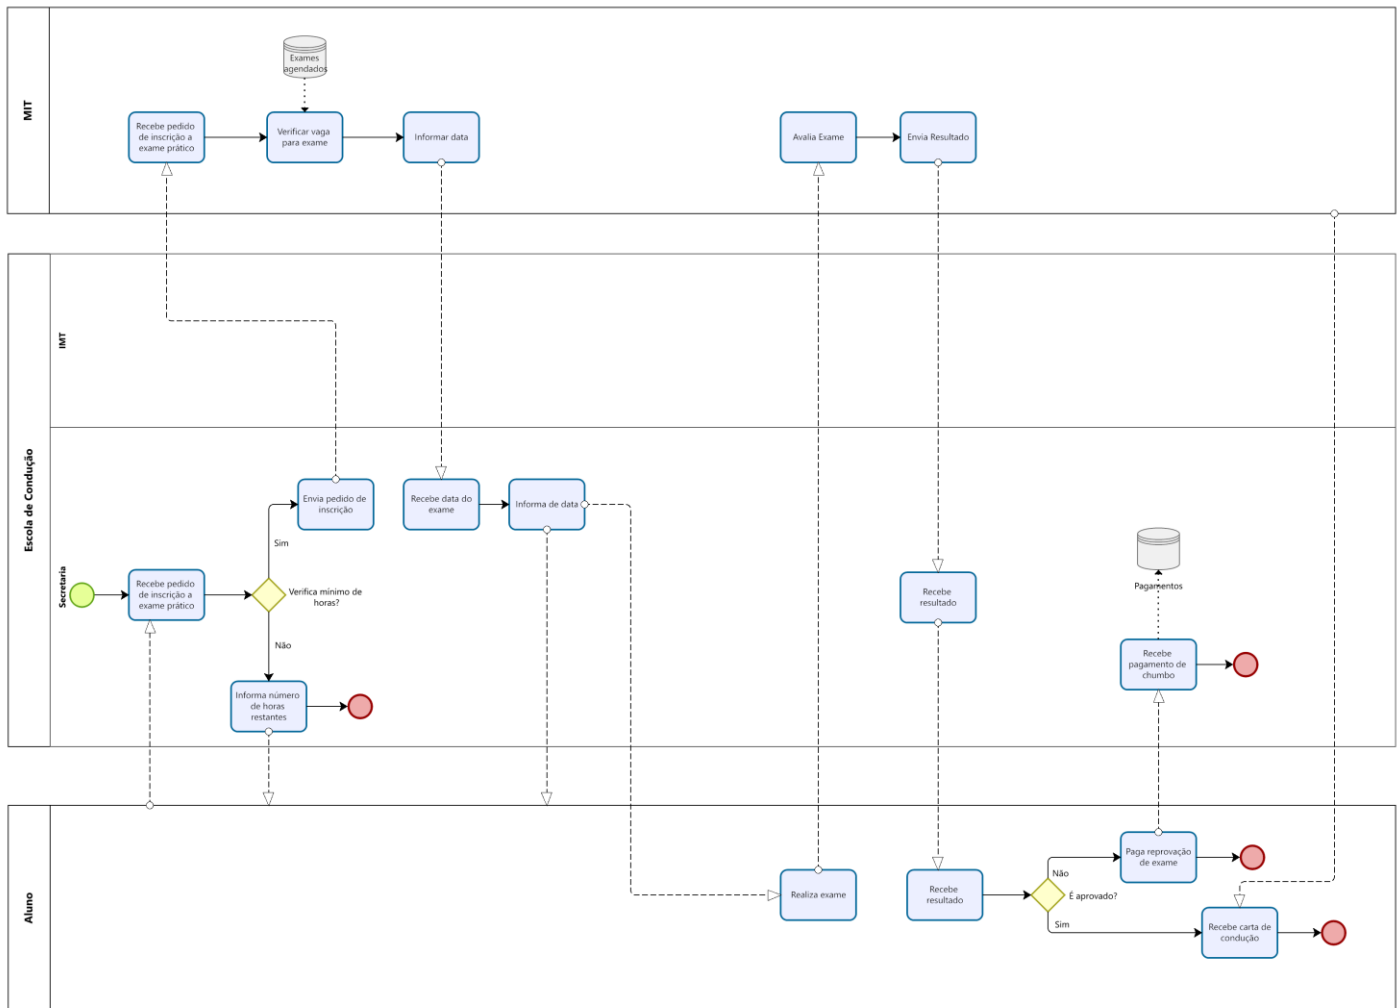 MIT
Exames
agendados
Recebe pedido
de inscrição a
exame prático
Verificar vaga
para exame
Informar data
Avalia Exame
Envia Resultado
Escola de Condução
IMT
Secretaria
Envia pedido de
inscrição
Recebe data do
exame
Informa de data
Sim
Recebe pedido
de inscrição a
exame prático
Verifica mínimo de
horas?
Não
Informa número
de horas
restantes
Recebe
resultado
Pagamentos
Recebe
pagamento de
chumbo
Aluno
Realiza exame
Recebe
resultado
É aprovado?
Não
Paga reprovação
de exame
Sim
Recebe carta de
condução